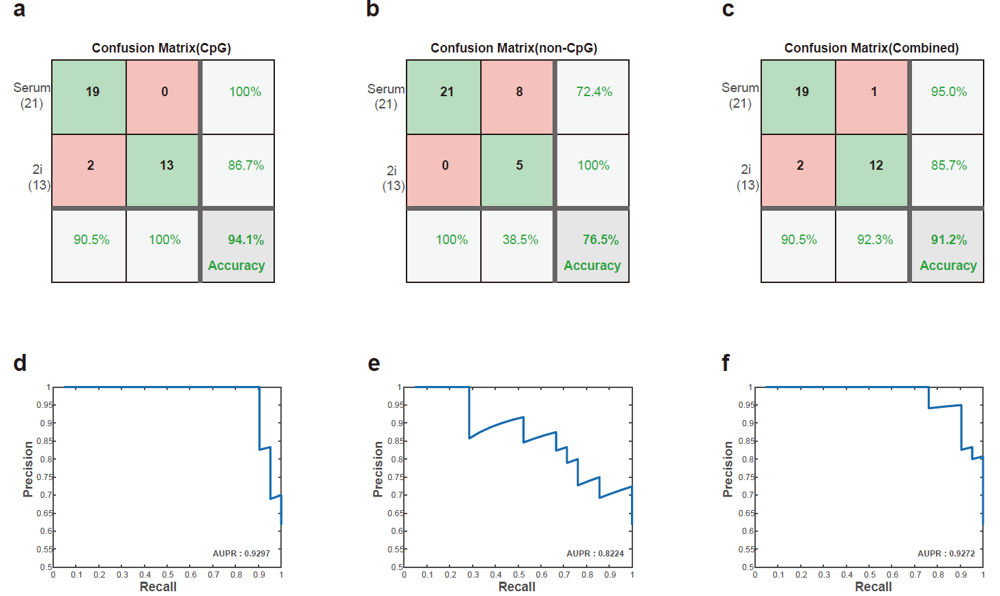 a
b
c
Confusion Matrix(CpG)
Serum
(21)
19
0
100%
2i
(13)
2
13
86.7%
90.5%
100%
94.1%
Accuracy
Confusion Matrix(non-CpG)
Serum
(21)
21
8
72.4%
2i
(13)
0
5
100%
100%
38.5%
76.5%
Accuracy
Confusion Matrix(Combined)
Serum
(21)
19
1
95.0%
2i
(13)
2
12
85.7%
90.5%
92.3%
91.2%
Accuracy
d
Precision
1
0.95
0.9
0.85
0.8
0.75
0.7
0.65
0.6
0.55
0.5
AUPR : 0.9297
0 0.1 0.2 0.3 0.4 0.5 0.6 0.7 0.8 0.9 1
Recall
e
Precision
1
0.95
0.9
0.85
0.8
0.75
0.7
0.65
0.6
0.55
0.5
AUPR : 0.8224
0 0.1 0.2 0.3 0.4 0.5 0.6 0.7 0.8 0.9 1
Recall
f
Precision
1
0.95
0.9
0.85
0.8
0.75
0.7
0.65
0.6
0.55
0.5
AUPR : 0.9272
0 0.1 0.2 0.3 0.4 0.5 0.6 0.7 0.8 0.9 1
Recall